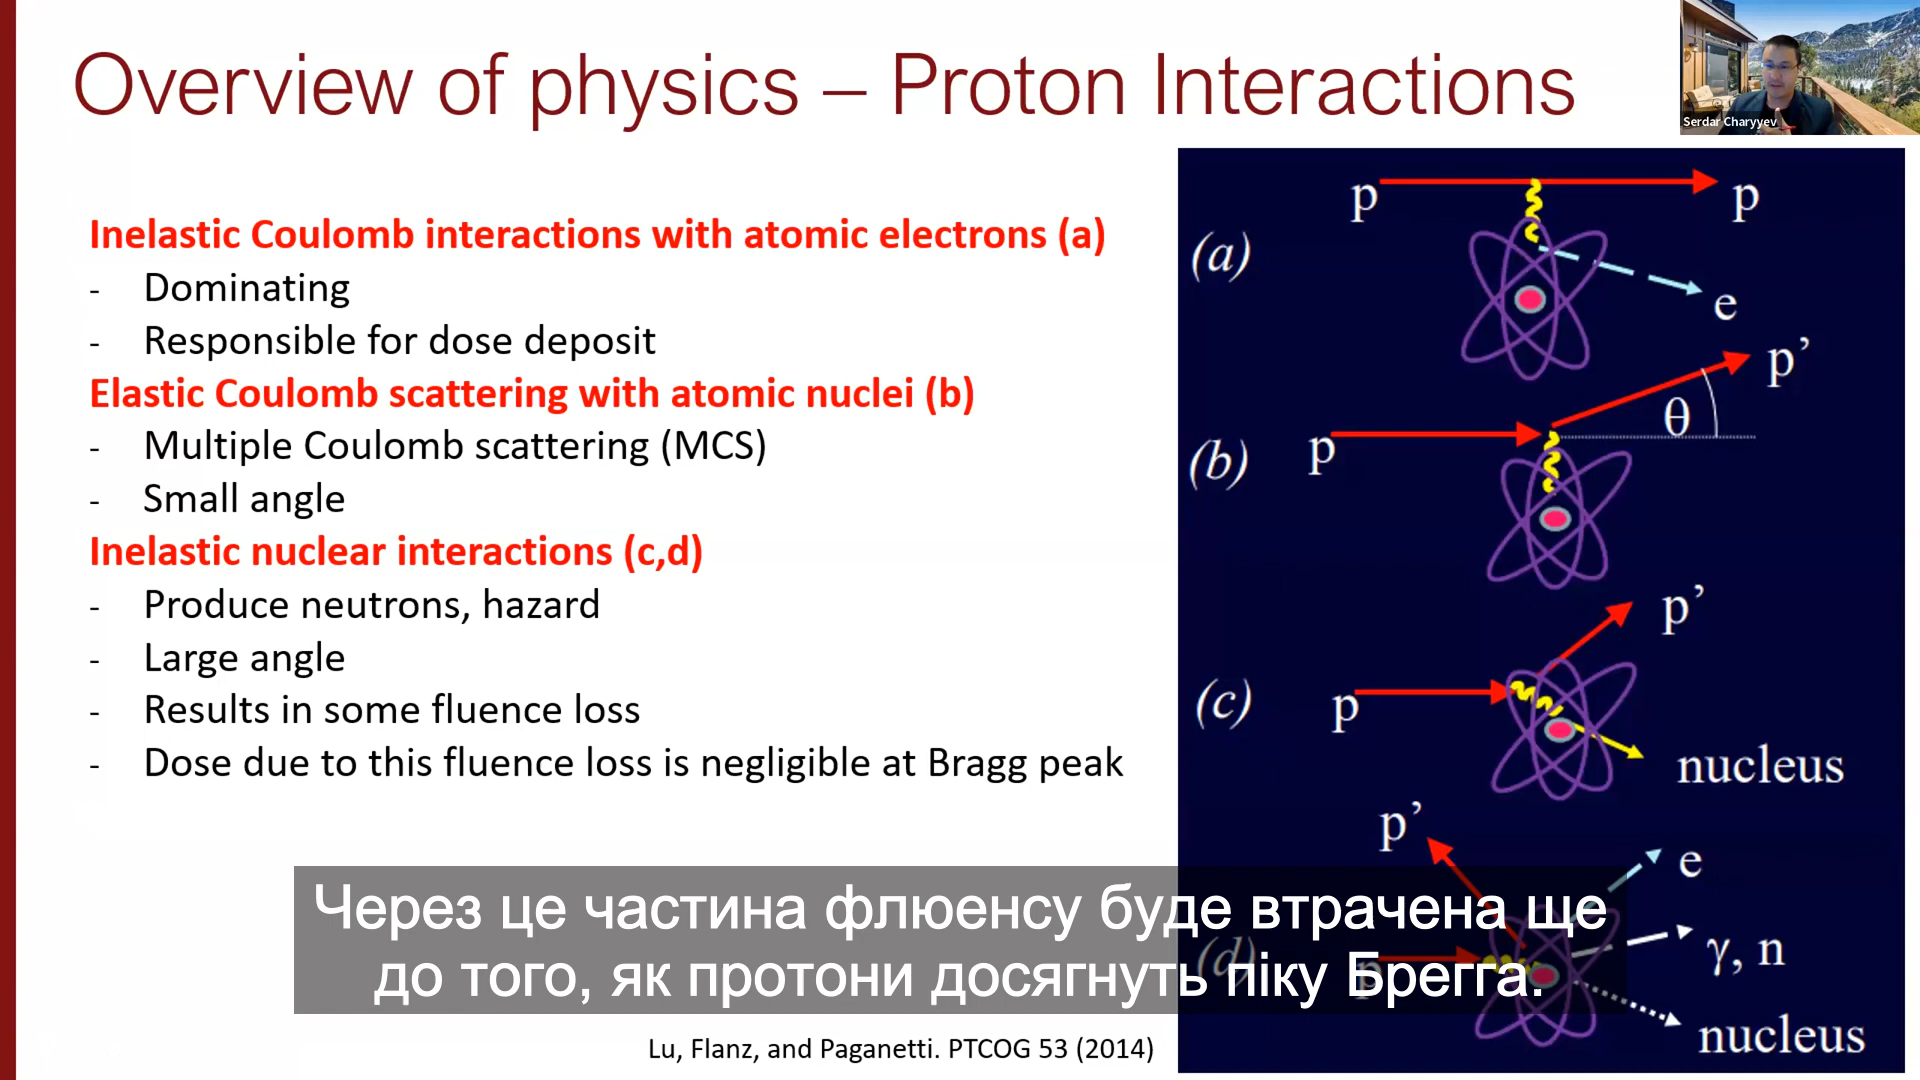 Overview of physics – Proton Interactions
Serdar Charyyev
Inelastic Coulomb interactions with atomic electrons (a)
- Dominating
- Responsible for dose deposit
Elastic Coulomb scattering with atomic nuclei (b)
- Multiple Coulomb scattering (MCS)
- Small angle
Inelastic nuclear interactions (c,d)
- Produce neutrons, hazard
- Large angle
- Results in some fluence loss
- Dose due to this fluence loss is negligible at Bragg peak
p p
(a)
e
p’
θ
(b) p
p’
(c) p
nucleus
p’
e
(d) p
γ, n
nucleus
Через це частина флюенсу буде втрачена ще
до того, як протони досягнуть піку Брегга.
Lu, Flanz, and Paganetti. PTCOG 53 (2014)